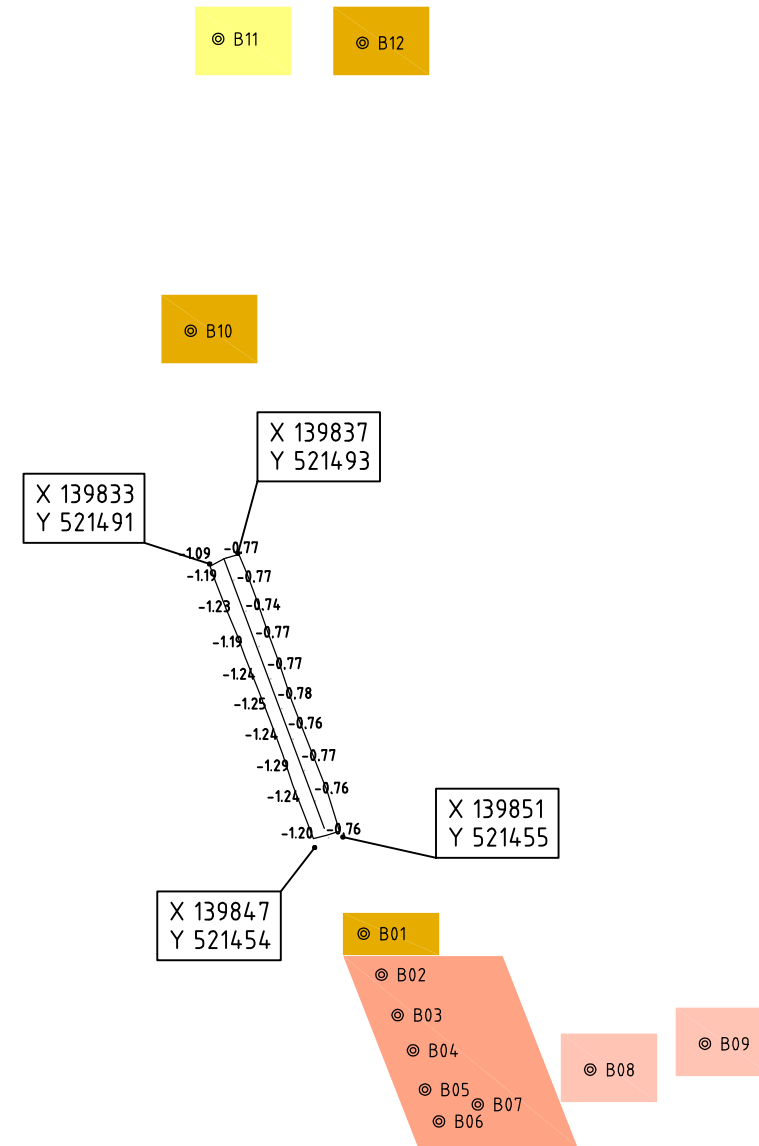 B11
B12
B10
X 139837
Y 521493
X 139833
Y 521491
-1.09
-0.77
-1.19
-0.77
-1.23
-0.74
-1.19
-0.77
-1.24
-0.77
-1.25
-0.78
-1.24
-0.76
-1.29
-0.77
-1.24
-0.76
-1.20
-0.76
X 139851
Y 521455
X 139847
Y 521454
B01
B02
B03
B04
B05
B06
B07
B08
B09